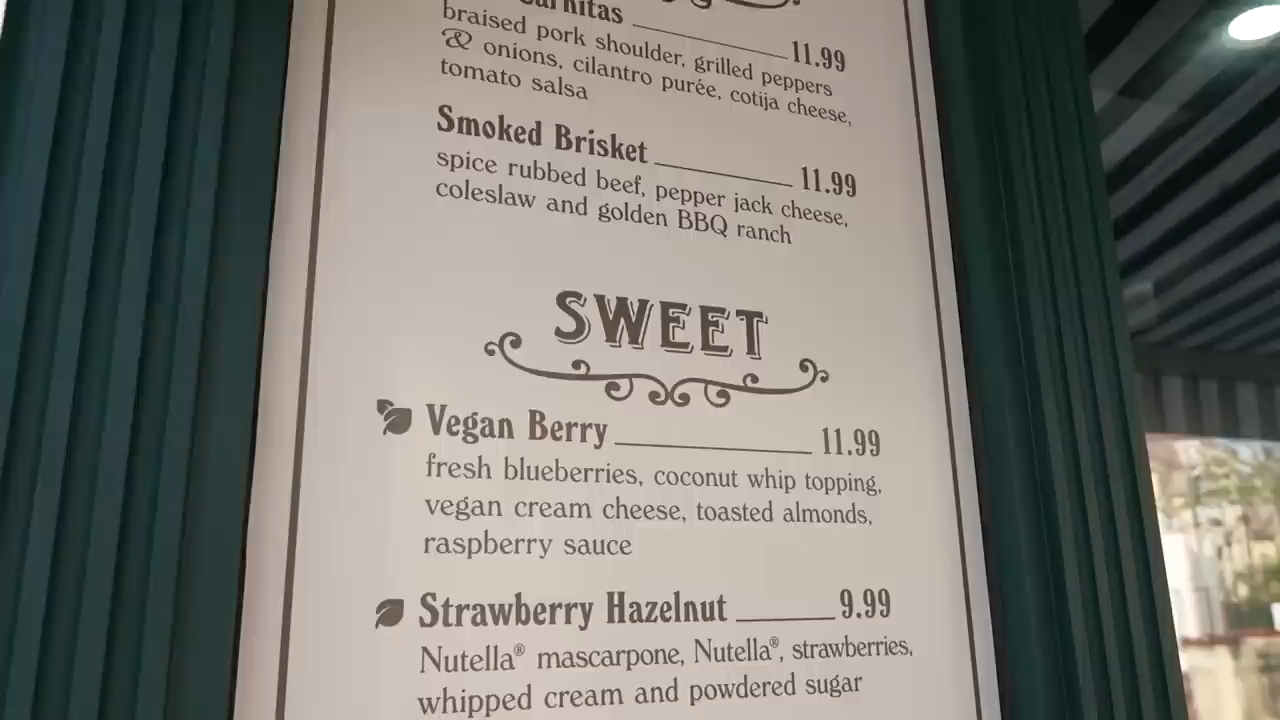 11.99
braised pork shoulder, grilled peppers
& onions, cilantro purée, cotija cheese,
tomato salsa
Smoked Brisket 11.99
spice rubbed beef, pepper jack cheese,
coleslaw and golden BBQ ranch
SWEET
Vegan Berry 11.99
fresh blueberries, coconut whip topping,
vegan cream cheese, toasted almonds,
raspberry sauce
Strawberry Hazelnut 9.99
Nutella® mascarpone, Nutella®, strawberries,
whipped cream and powdered sugar